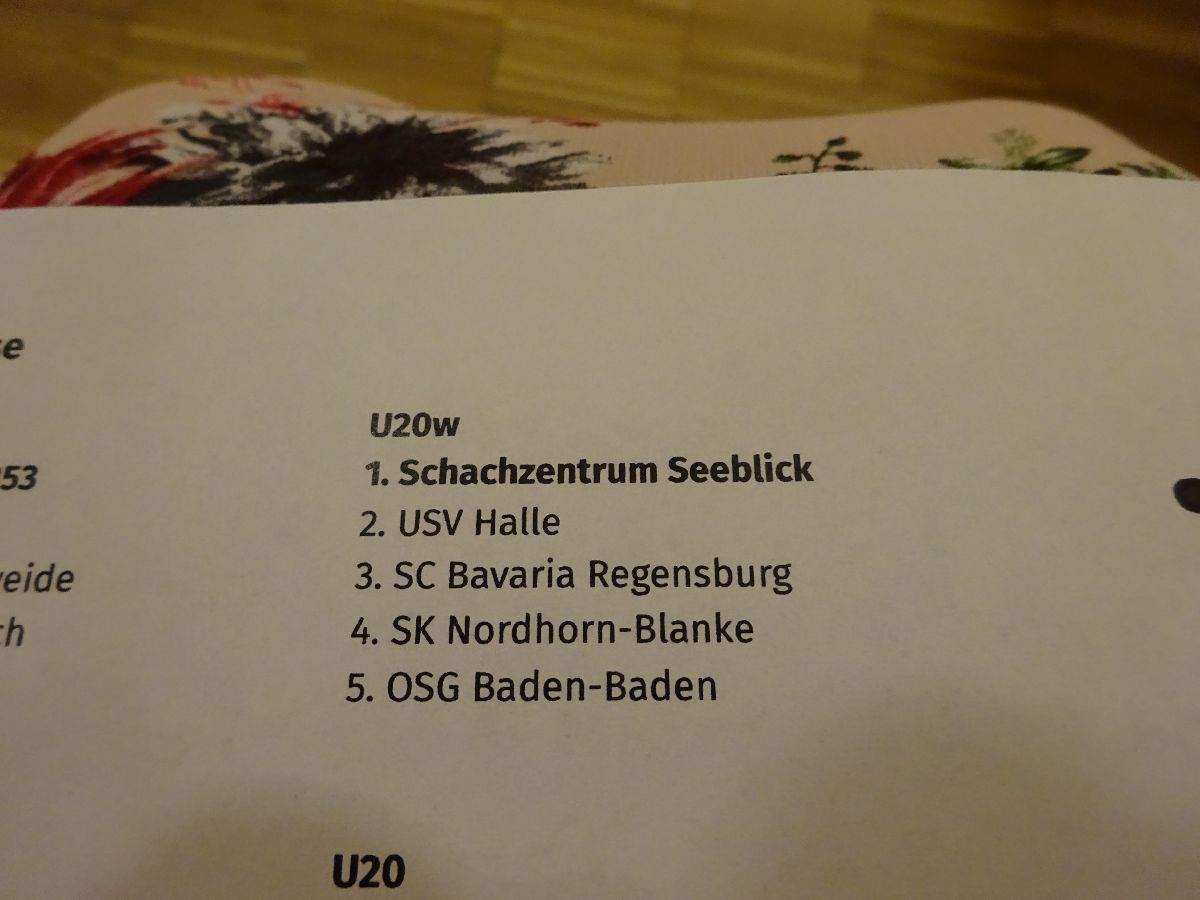 53
U20w
1. Schachzentrum Seeblick
2. USV Halle
3. SC Bavaria Regensburg
4. SK Nordhorn-Blanke
5. OSG Baden-Baden
U20